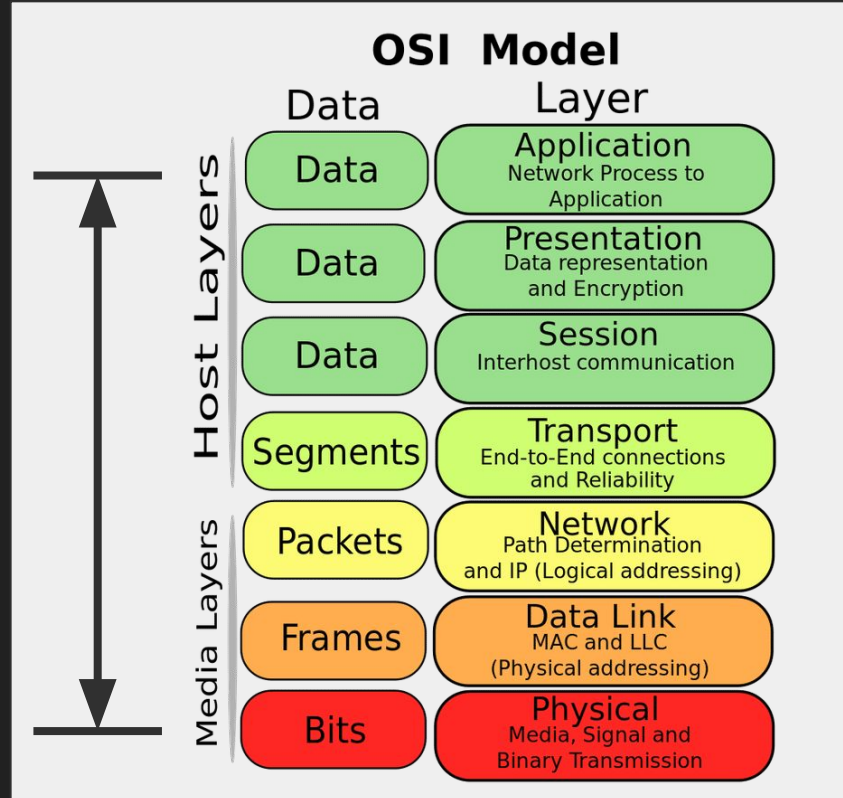 OSI Model
Data
Layer
Host Layers
Data
Application
Network Process to
Application
Data
Presentation
Data representation
and Encryption
Data
Session
Interhost communication
Segments
Transport
End-to-End connections
and Reliability
Media Layers
Packets
Network
Path Determination
and IP (Logical addressing)
Frames
Data Link
MAC and LLC
(Physical addressing)
Bits
Physical
Media, Signal and
Binary Transmission